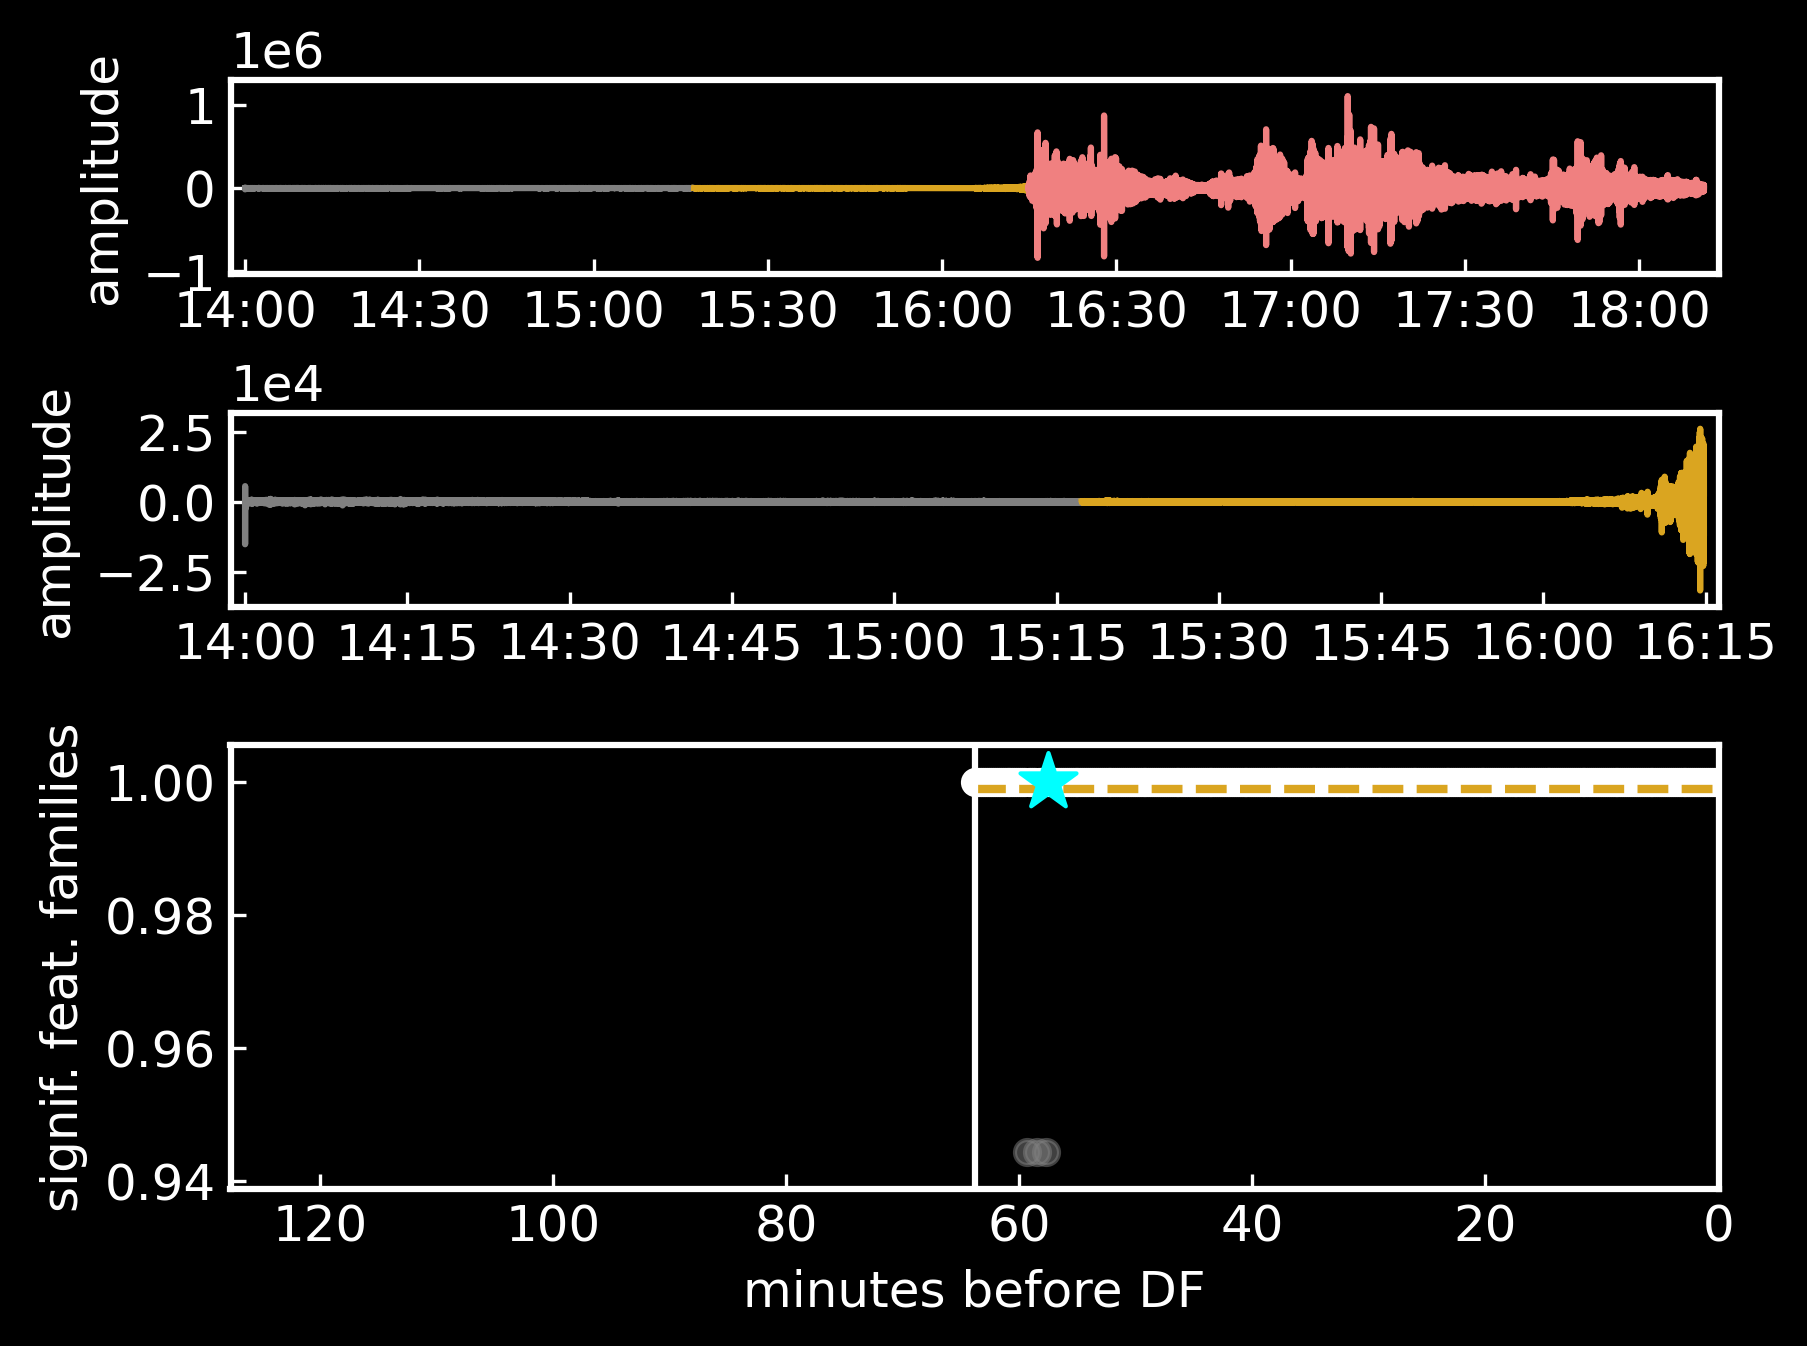 1e6
amplitude
1
0
−1
14:00 14:30 15:00 15:30 16:00 16:30 17:00 17:30 18:00
1e4
amplitude
2.5
0.0
−2.5
14:00 14:15 14:30 14:45 15:00 15:15 15:30 15:45 16:00 16:15
signif. feat. families
1.00
0.98
0.96
0.94
120 100 80 60 40 20 0
minutes before DF